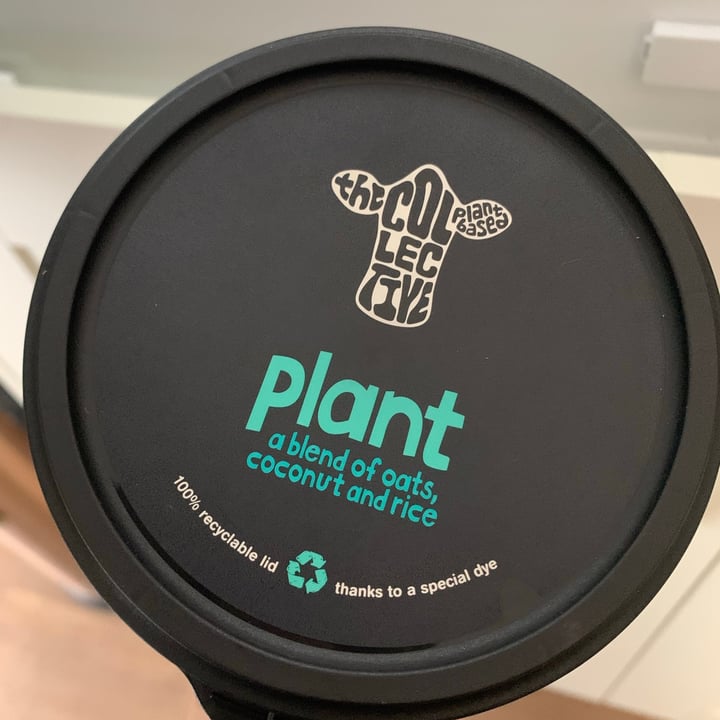 the
COL
LEC
TIVE
plant
based
plant
a blend of oats,
coconut and rice
100% recyclable lid
thanks to a special dye